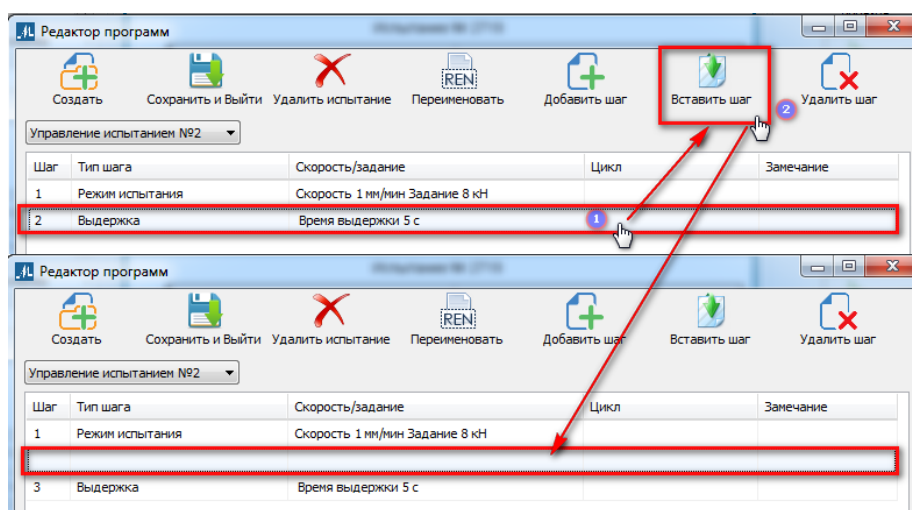 Редактор программ
Создать Сохранить и Выйти Удалить испытание Переименовать Добавить шаг Вставить шаг Удалить шаг
REN
2
Управление испытанием №2
Шаг Тип шага Скорость/задание Цикл Замечание
1 Режим испытания Скорость 1 мм/мин Задание 8 кН
2 Выдержка Время выдержки 5 с
1
Редактор программ
REN
Создать Сохранить и Выйти Удалить испытание Переименовать Добавить шаг Вставить шаг Удалить шаг
Управление испытанием №2
Шаг Тип шага Скорость/задание Цикл Замечание
1 Режим испытания Скорость 1 мм/мин Задание 8 кН
3 Выдержка Время выдержки 5 с